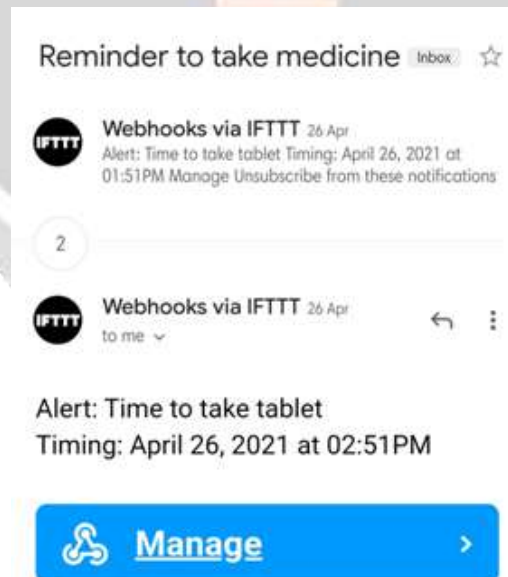 Reminder to take medicine Inbox
IFTTT
Webhooks via IFTTT 26 Apr
Alert: Time to take tablet Timing: April 26, 2021 at
01:51PM Manage Unsubscribe from these notifications
2
IFTTT
Webhooks via IFTTT 26 Apr
to me
Alert: Time to take tablet
Timing: April 26, 2021 at 02:51PM
Manage